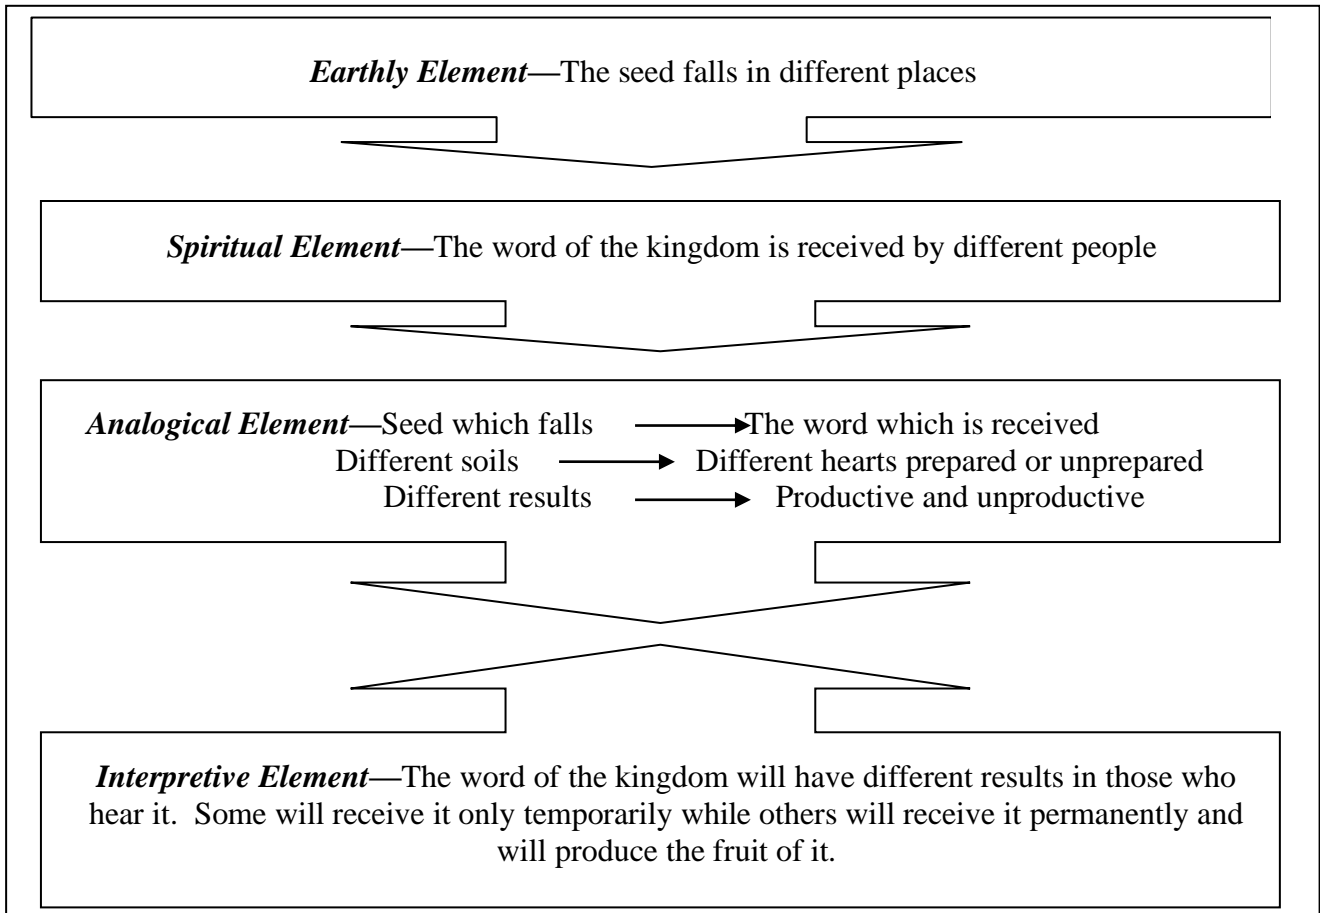 Earthly Element—The seed falls in different places
Spiritual Element—The word of the kingdom is received by different people
Analogical Element—Seed which falls The word which is received
Different soils Different hearts prepared or unprepared
Different results Productive and unproductive
Interpretive Element—The word of the kingdom will have different results in those who
hear it.  Some will receive it only temporarily while others will receive it permanently and
will produce the fruit of it.